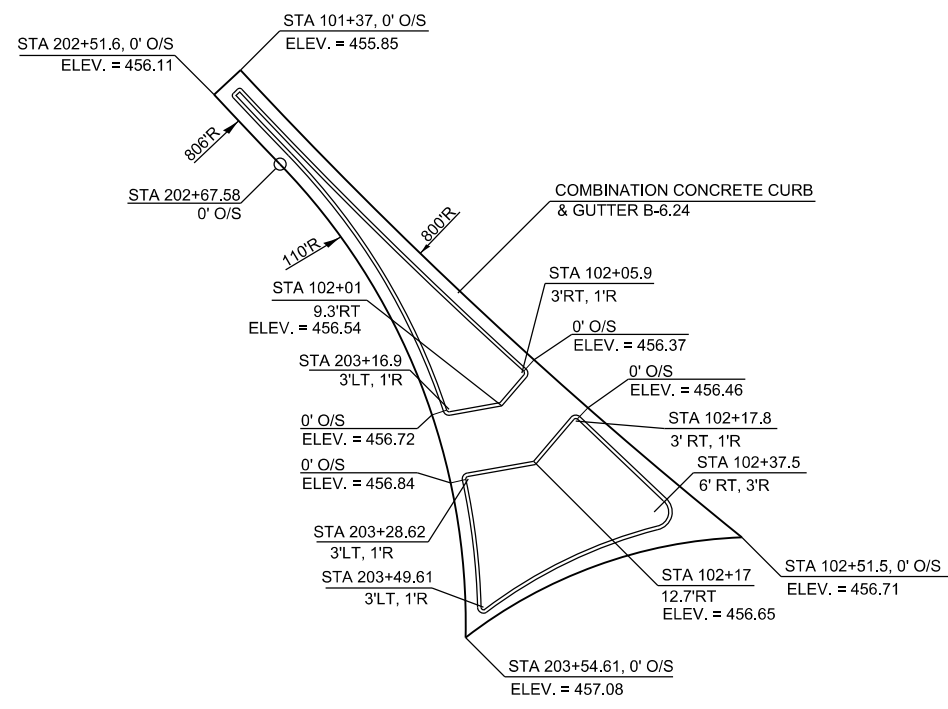 STA 101+37, 0' O/S
ELEV. = 455.85
STA 202+51.6, 0' O/S
ELEV. = 456.11
806'R
STA 202+67.58
0' O/S
COMBINATION CONCRETE CURB
& GUTTER B-6.24
800'R
110'R
STA 102+01
9.3'RT
ELEV. = 456.54
STA 102+05.9
3'RT, 1'R
0' O/S
ELEV. = 456.37
STA 203+16.9
3'LT, 1'R
0' O/S
ELEV. = 456.46
0' O/S
ELEV. = 456.72
STA 102+17.8
3' RT, 1'R
0' O/S
ELEV. = 456.84
STA 102+37.5
6' RT, 3'R
STA 203+28.62
3'LT, 1'R
STA 203+49.61
3'LT, 1'R
STA 102+17
12.7'RT
ELEV. = 456.65
STA 102+51.5, 0' O/S
ELEV. = 456.71
STA 203+54.61, 0' O/S
ELEV. = 457.08